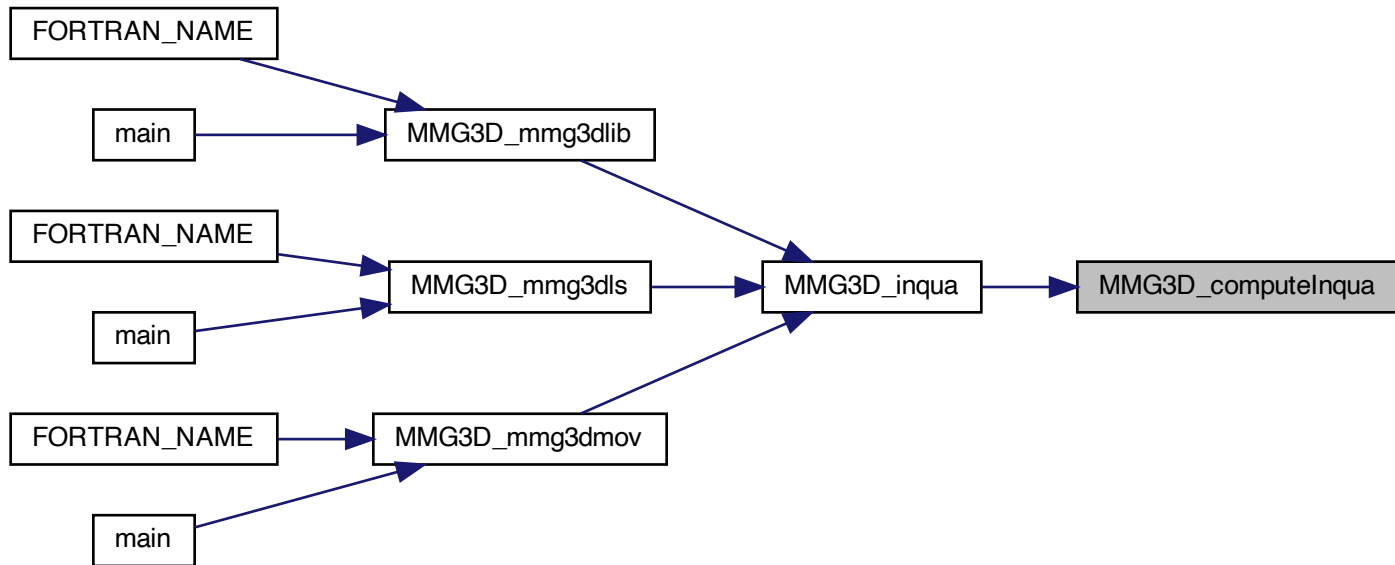 FORTRAN_NAME
main
MMG3D_mmg3dlib
FORTRAN_NAME
main
MMG3D_mmg3dls
MMG3D_inqua
MMG3D_computeInqua
FORTRAN_NAME
main
MMG3D_mmg3dmov